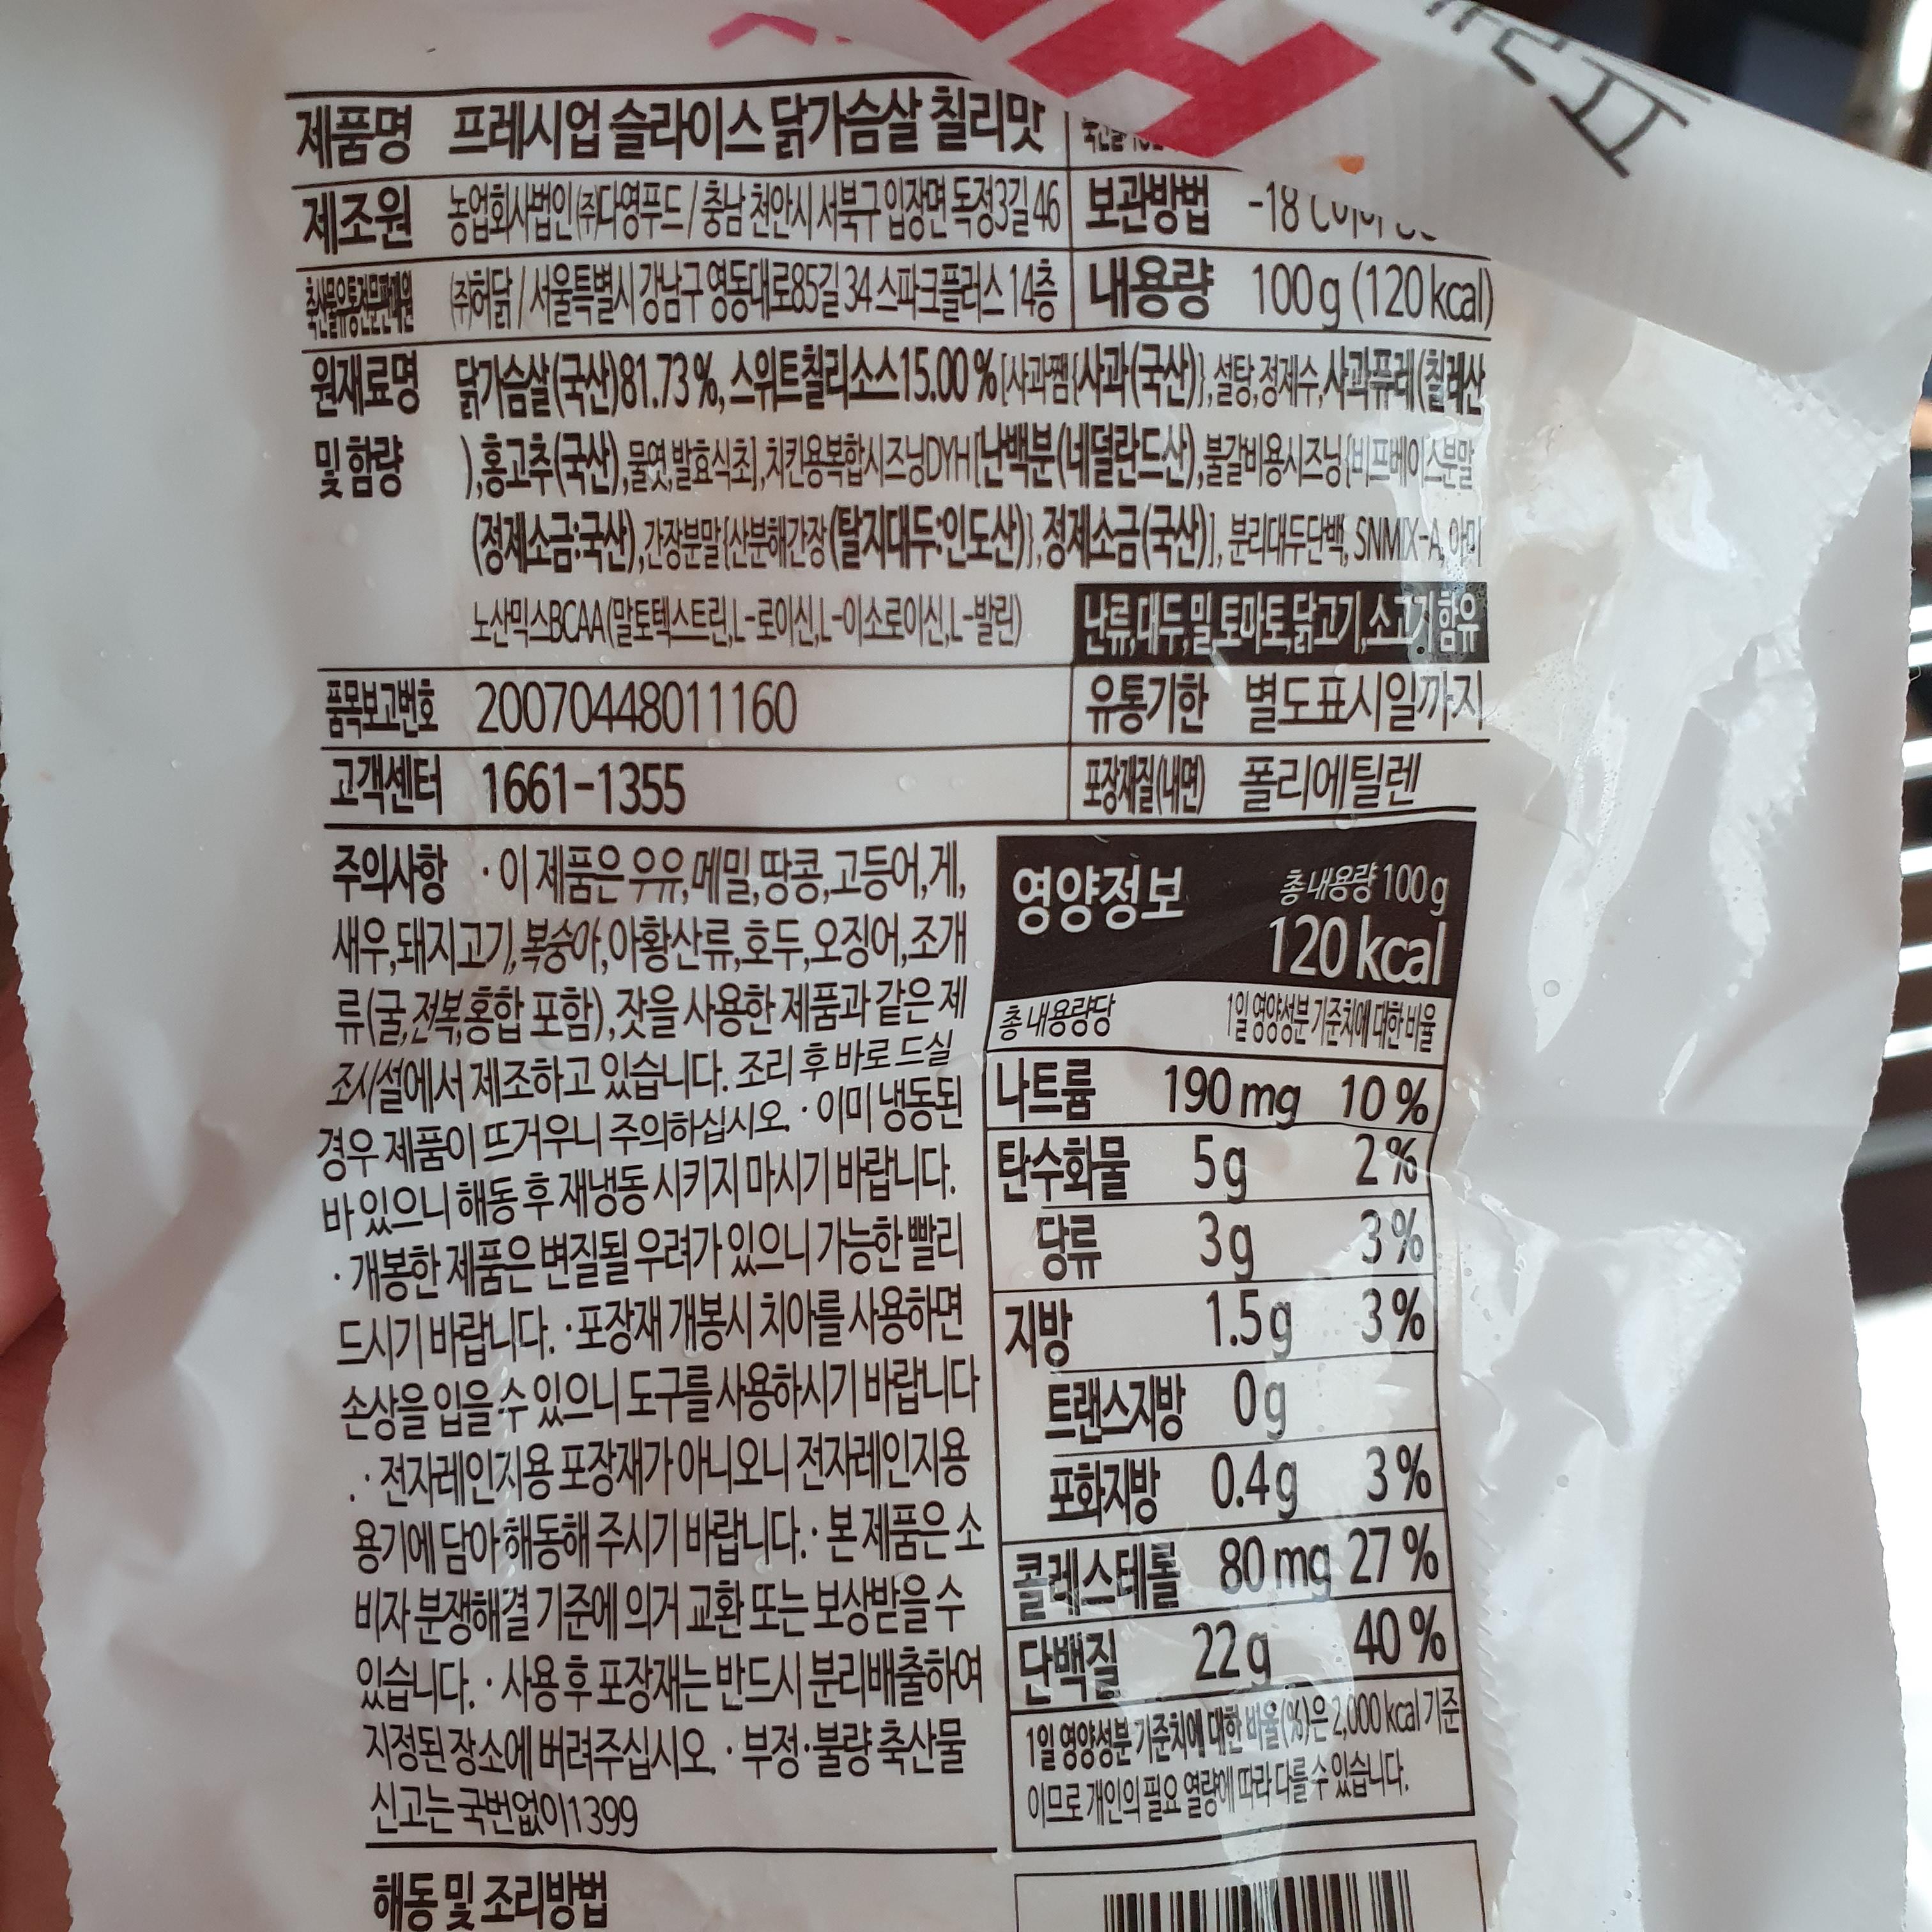 제품명 프레시업 슬라이스 닭가슴살 칠리맛
제조원 농업회사법인(주)다영푸드 / 충남 천안시 서북구 입장면 독정3길 46 보관방법 -18
축산물유통전문판매원 (주)허닭 / 서울특별시 강남구 영동대로85길 34 스파크플러스 14층 내용량 100 g (120 kcal)
원재료명 닭가슴살(국산)81.73 %, 스위트칠리소스15.00 % [사과쨈{사과(국산)}, 설탕, 정제수, 사과퓨레(칠레산
및 함량 ), 홍고추(국산), 물엿, 발효식초], 치킨용복합시즈닝DYH [난백분(네덜란드산), 불갈비용시즈닝{비프베이스분말
(정제소금:국산), 간장분말{산분해간장(탈지대두:인도산)}, 정제소금(국산)], 분리대두단백, SNMIX-A, 아미
노산믹스BCAA(말토덱스트린, L-로이신, L-이소로이신, L-발린) 난류,대두,밀,토마토,닭고기,소고기 함유
품목보고번호 20070448011160 유통기한 별도표시일까지
고객센터 1661-1355 포장재질(내면) 폴리에틸렌
주의사항 · 이 제품은 우유, 메밀, 땅콩, 고등어, 게,
새우, 돼지고기, 복숭아, 아황산류, 호두, 오징어, 조개
류(굴,전복,홍합 포함), 잣을 사용한 제품과 같은 제
조시설에서 제조하고 있습니다. 조리 후 바로 드실
경우 제품이 뜨거우니 주의하십시오. · 이미 냉동된
바 있으니 해동 후 재냉동 시키지 마시기 바랍니다.
· 개봉한 제품은 변질될 우려가 있으니 가능한 빨리
드시기 바랍니다. · 포장재 개봉시 치아를 사용하면
손상을 입을 수 있으니 도구를 사용하시기 바랍니다
. · 전자레인지용 포장재가 아니오니 전자레인지용
용기에 담아 해동해 주시기 바랍니다. · 본 제품은 소
비자 분쟁해결 기준에 의거 교환 또는 보상받을 수
있습니다. · 사용 후 포장재는 반드시 분리배출하여
지정된 장소에 버려주십시오. · 부정·불량 축산물
신고는 국번없이 1399
해동 및 조리방법
영양정보 총 내용량 100 g
120 kcal
총 내용량당 1일 영양성분 기준치에 대한 비율
나트륨 190 mg 10 %
탄수화물 5 g 2 %
당류 3 g 3 %
지방 1.5 g 3 %
트랜스지방 0 g
포화지방 0.4 g 3 %
콜레스테롤 80 mg 27 %
단백질 22 g 40 %
1일 영양성분 기준치에 대한 비율(%)은 2,000 kcal 기준
이므로 개인의 필요 열량에 따라 다를 수 있습니다.